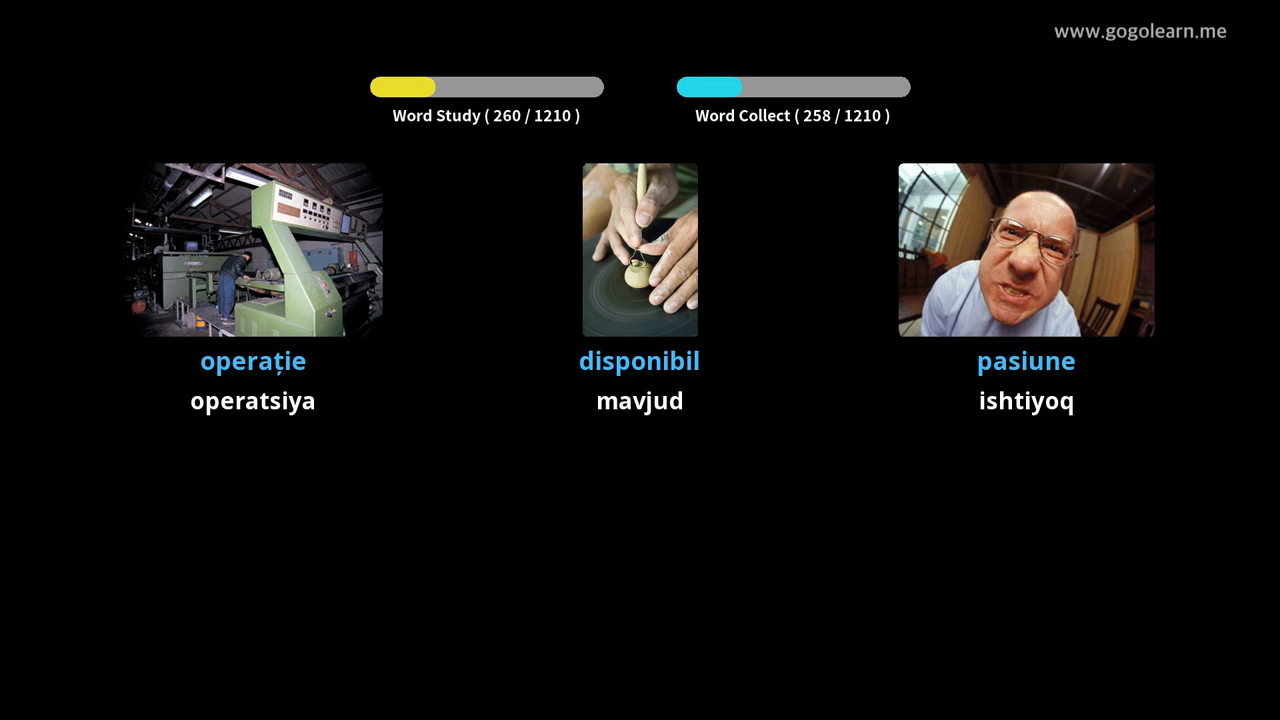 www.gogolearn.me
Word Study ( 260 / 1210 )
Word Collect ( 258 / 1210 )
operație
disponibil
pasiune
operatsiya
mavjud
ishtiyoq